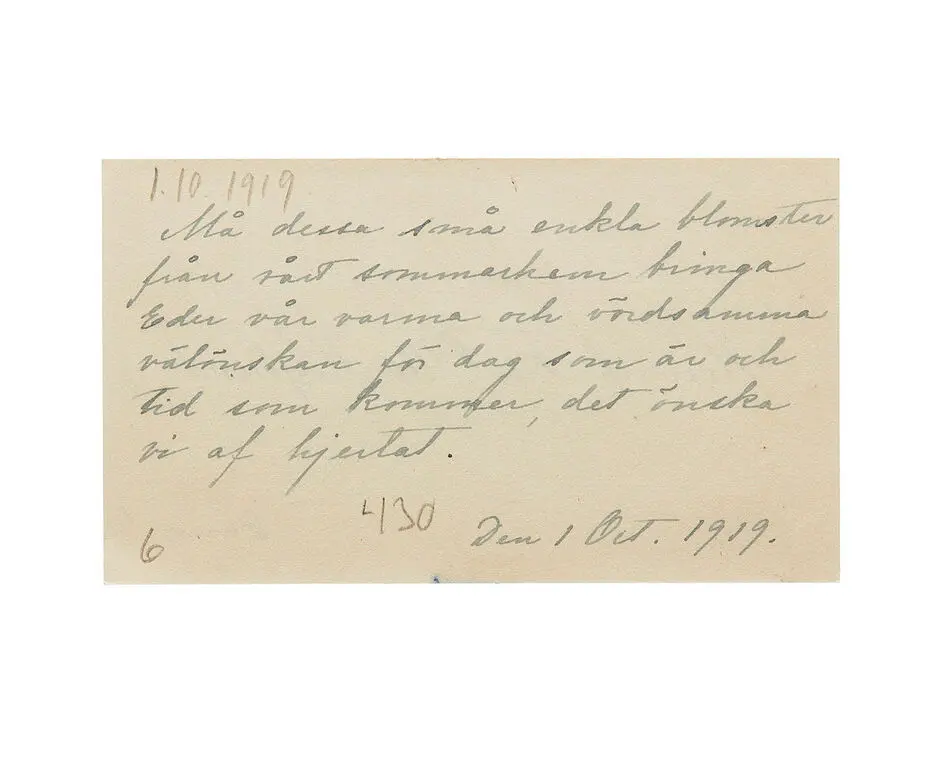 1.10.1919
Må dessa små enkla blomster
från vårt sommarhem bringa
Eder vår varma och vördsamma
välönskan för dag som är och
tid som kommer, det önska
vi af hjertat.
430
6
Den 1 Oct. 1919.